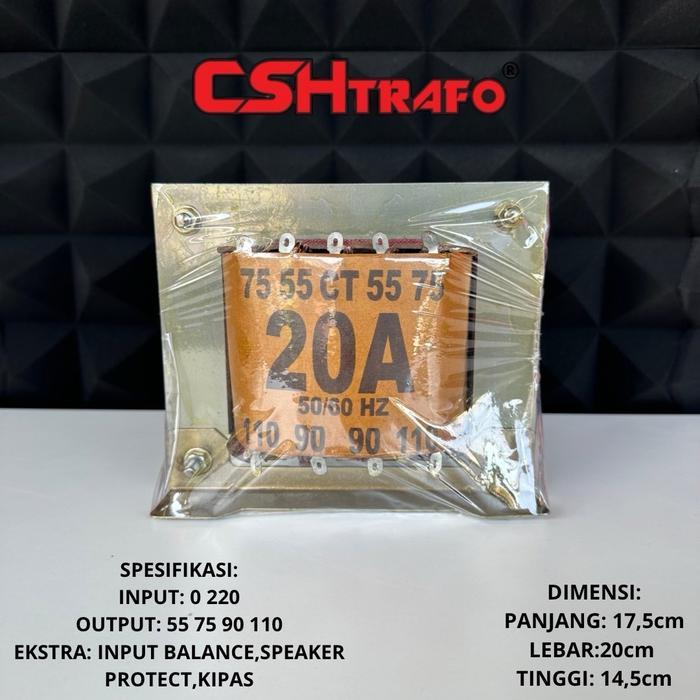 CSHTRAFO®
75 55 CT 55 75
20A
50/60 HZ
110 90 90 110
SPESIFIKASI:
INPUT: 0 220
OUTPUT: 55 75 90 110
EKSTRA: INPUT BALANCE,SPEAKER
PROTECT,KIPAS
DIMENSI:
PANJANG: 17,5cm
LEBAR:20cm
TINGGI: 14,5cm